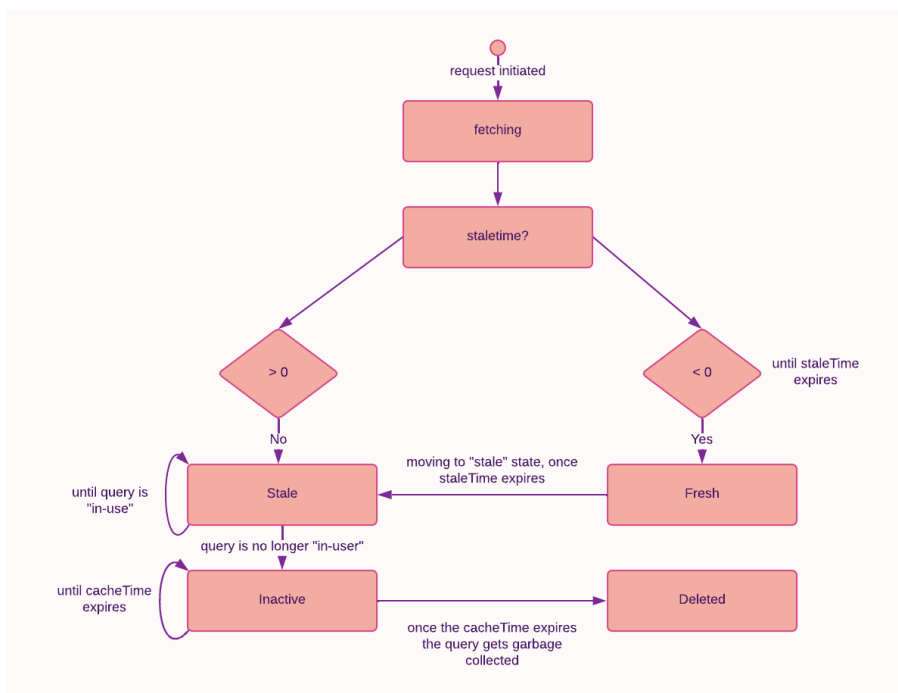 request initiated
fetching
staletime?
> 0
< 0
until staleTime
expires
No
Yes
moving to "stale" state, once
staleTime expires
until query is
"in-use"
Stale
Fresh
query is no longer "in-user"
until cacheTime
expires
Inactive
Deleted
once the cacheTime expires
the query gets garbage
collected